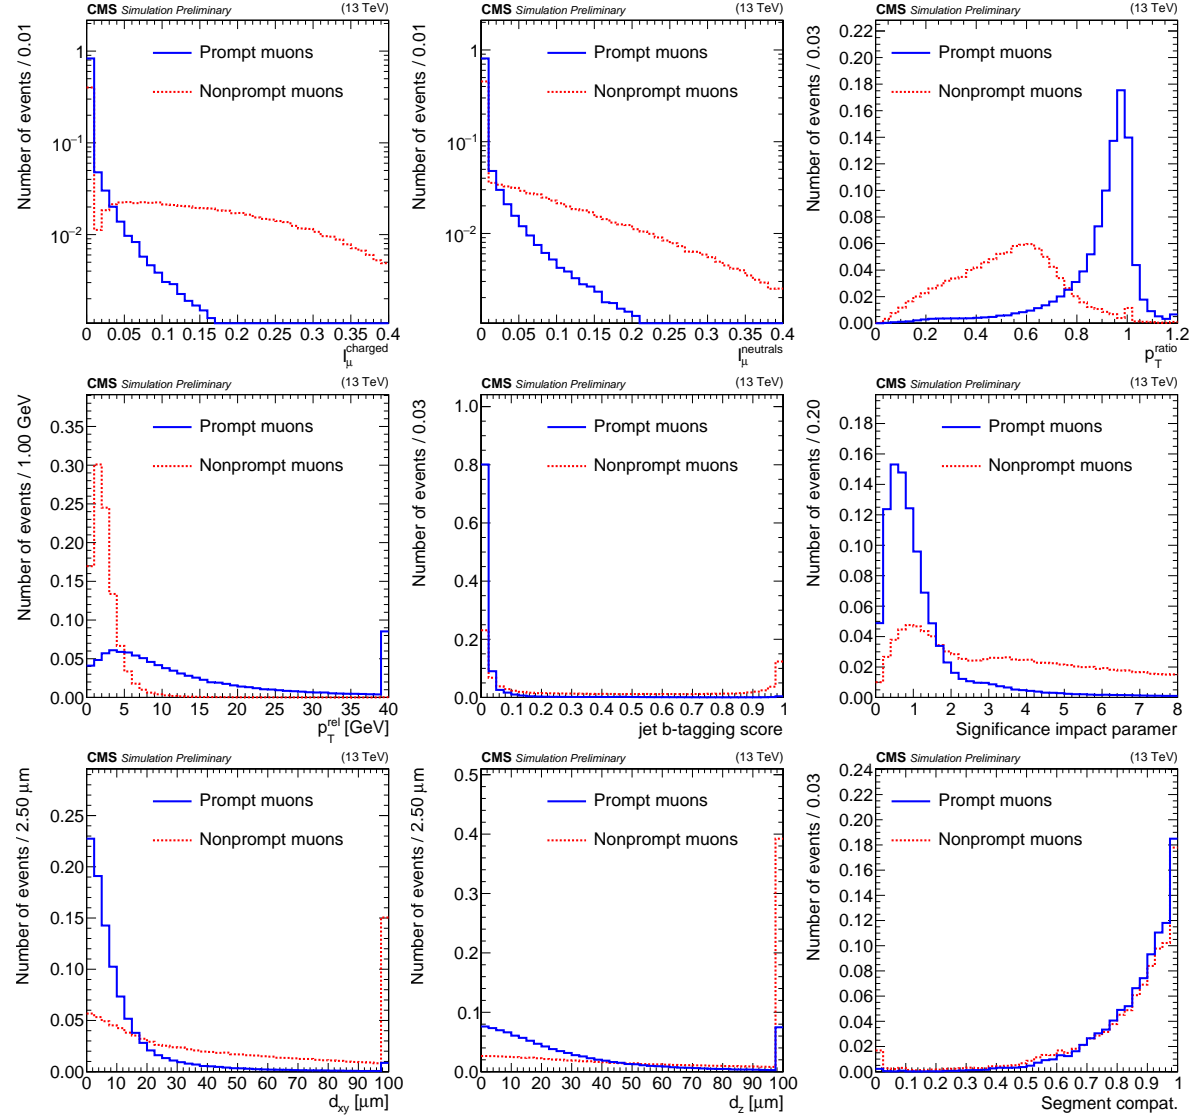 CMS Simulation Preliminary (13 TeV)
Number of events / 0.01
Prompt muons
Nonprompt muons
1
10⁻¹
10⁻²
0 0.05 0.1 0.15 0.2 0.25 0.3 0.35 0.4
I_μ^charged
CMS Simulation Preliminary (13 TeV)
Number of events / 0.01
Prompt muons
Nonprompt muons
1
10⁻¹
10⁻²
0 0.05 0.1 0.15 0.2 0.25 0.3 0.35 0.4
I_μ^neutrals
CMS Simulation Preliminary (13 TeV)
Number of events / 0.03
Prompt muons
Nonprompt muons
0.22
0.20
0.18
0.16
0.14
0.12
0.10
0.08
0.06
0.04
0.02
0.00
0 0.2 0.4 0.6 0.8 1 1.2
p_T^ratio
CMS Simulation Preliminary (13 TeV)
Number of events / 1.00 GeV
Prompt muons
Nonprompt muons
0.35
0.30
0.25
0.20
0.15
0.10
0.05
0.00
0 5 10 15 20 25 30 35 40
p_T^rel [GeV]
CMS Simulation Preliminary (13 TeV)
Number of events / 0.03
Prompt muons
Nonprompt muons
1.0
0.8
0.6
0.4
0.2
0.0
0 0.1 0.2 0.3 0.4 0.5 0.6 0.7 0.8 0.9 1
jet b-tagging score
CMS Simulation Preliminary (13 TeV)
Number of events / 0.20
Prompt muons
Nonprompt muons
0.18
0.16
0.14
0.12
0.10
0.08
0.06
0.04
0.02
0.00
0 1 2 3 4 5 6 7 8
Significance impact paramer
CMS Simulation Preliminary (13 TeV)
Number of events / 2.50 μm
Prompt muons
Nonprompt muons
0.25
0.20
0.15
0.10
0.05
0.00
0 10 20 30 40 50 60 70 80 90 100
d_xy [μm]
CMS Simulation Preliminary (13 TeV)
Number of events / 2.50 μm
Prompt muons
Nonprompt muons
0.5
0.4
0.3
0.2
0.1
0.0
0 10 20 30 40 50 60 70 80 90 100
d_z [μm]
CMS Simulation Preliminary (13 TeV)
Number of events / 0.03
Prompt muons
Nonprompt muons
0.24
0.22
0.20
0.18
0.16
0.14
0.12
0.10
0.08
0.06
0.04
0.02
0.00
0 0.1 0.2 0.3 0.4 0.5 0.6 0.7 0.8 0.9 1
Segment compat.